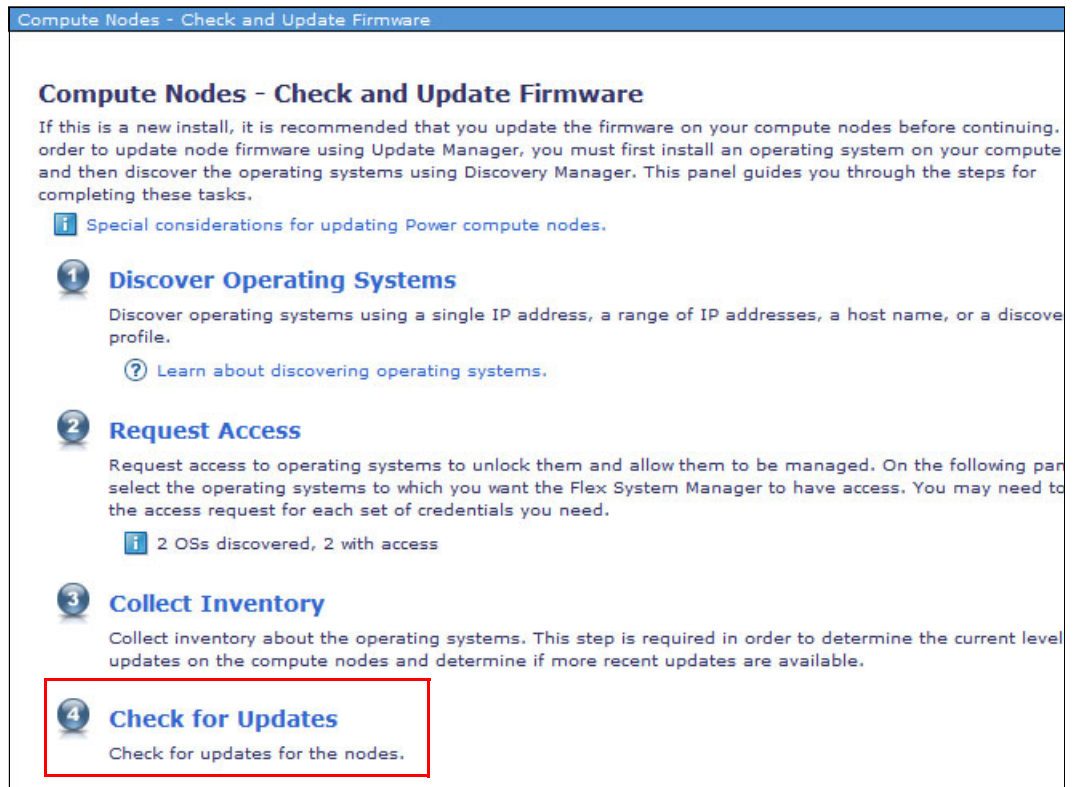 Compute Nodes - Check and Update Firmware
Compute Nodes - Check and Update Firmware
If this is a new install, it is recommended that you update the firmware on your compute nodes before continuing.
order to update node firmware using Update Manager, you must first install an operating system on your compute
and then discover the operating systems using Discovery Manager. This panel guides you through the steps for
completing these tasks.
i Special considerations for updating Power compute nodes.
1 Discover Operating Systems
Discover operating systems using a single IP address, a range of IP addresses, a host name, or a discove
profile.
? Learn about discovering operating systems.
2 Request Access
Request access to operating systems to unlock them and allow them to be managed. On the following pan
select the operating systems to which you want the Flex System Manager to have access. You may need to
the access request for each set of credentials you need.
i 2 OSs discovered, 2 with access
3 Collect Inventory
Collect inventory about the operating systems. This step is required in order to determine the current level
updates on the compute nodes and determine if more recent updates are available.
4 Check for Updates
Check for updates for the nodes.